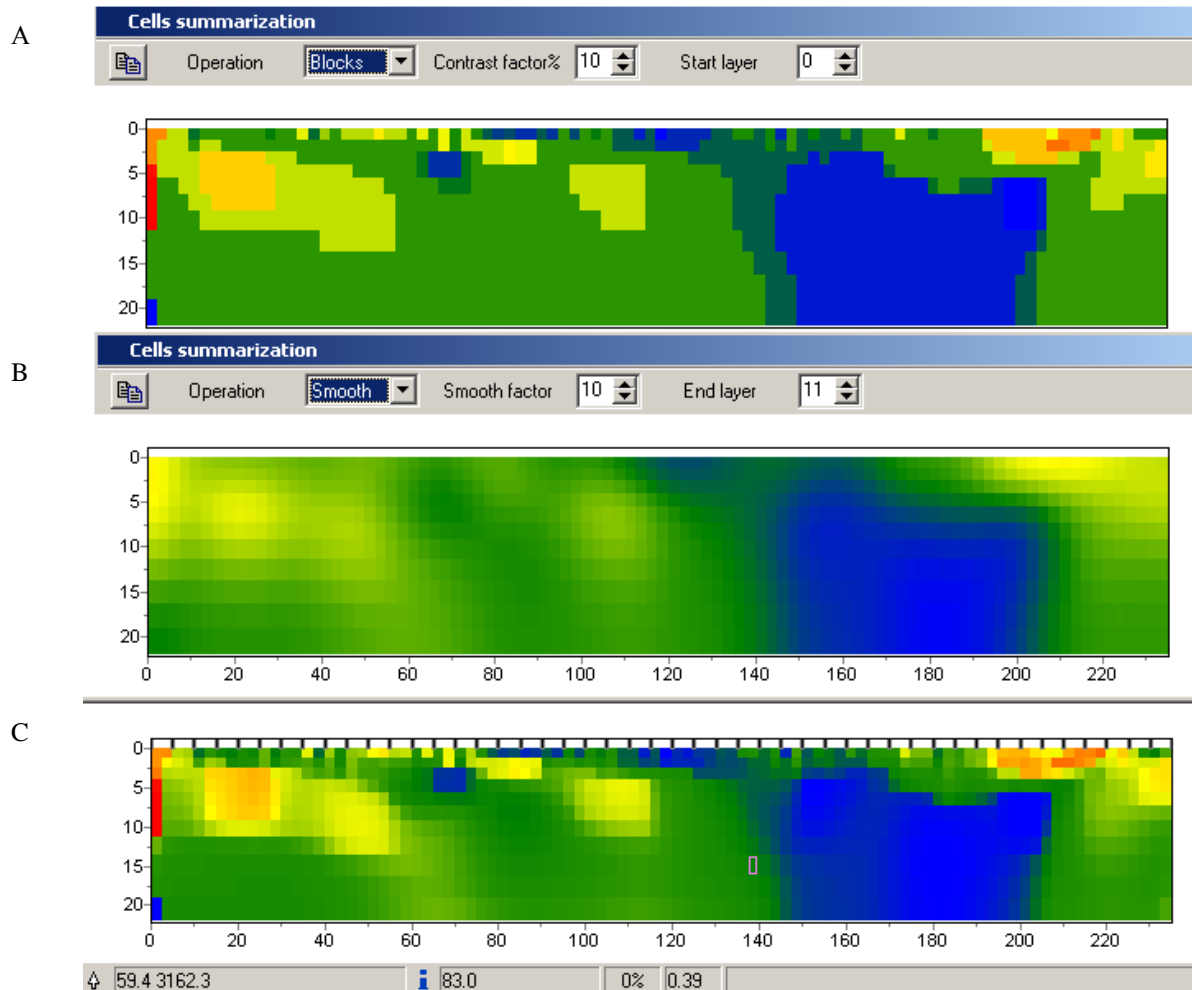 A
Cells summarization
Operation Blocks Contrast factor% 10 Start layer 0
0
5
10
15
20
B
Cells summarization
Operation Smooth Smooth factor 10 End layer 11
0
5
10
15
20
0 20 40 60 80 100 120 140 160 180 200 220
C
0
5
10
15
20
0 20 40 60 80 100 120 140 160 180 200 220
59.4 3162.3 i 83.0 0% 0.39